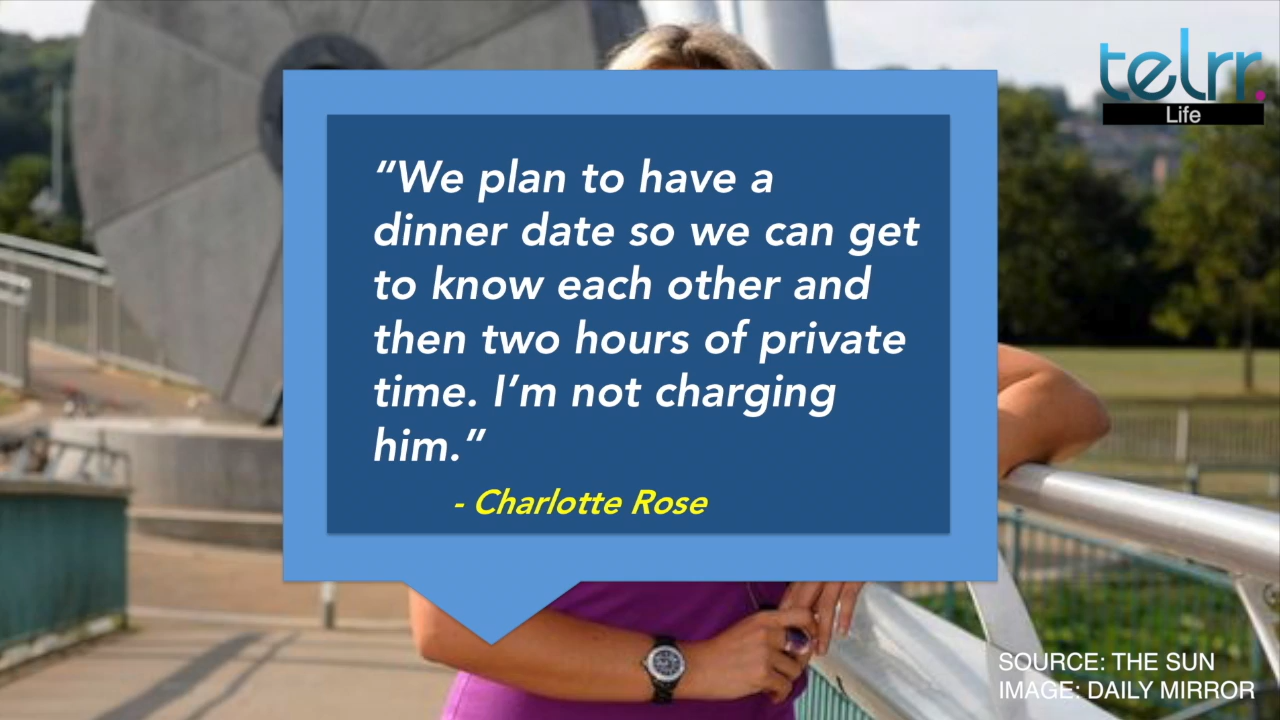 telrr.
Life
“We plan to have a
dinner date so we can get
to know each other and
then two hours of private
time. I’m not charging
him.”
- Charlotte Rose
SOURCE: THE SUN
IMAGE: DAILY MIRROR